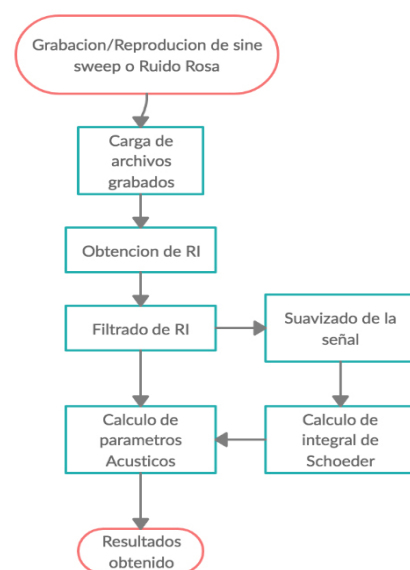 Grabacion/Reproducion de sine
sweep o Ruido Rosa
Carga de
archivos
grabados
Obtencion de RI
Filtrado de RI
Suavizado de la
señal
Calculo de
parametros
Acusticos
Calculo de
integral de
Schoeder
Resultados
obtenido